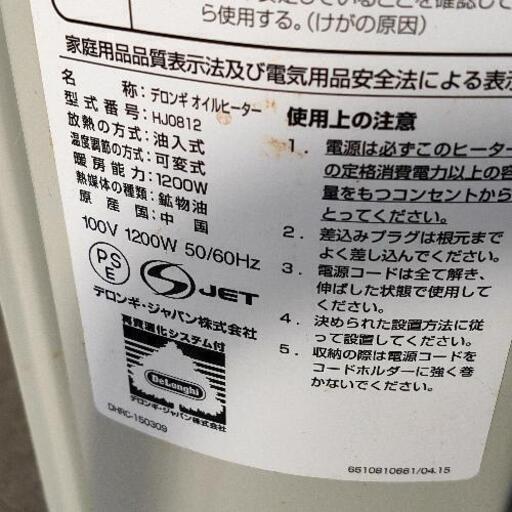 ら使用する。(けがの原因)
家庭用品品質表示法及び電気用品安全法による表示
名 称:デロンギ オイルヒーター
型式番号:HJ0812
放熱の方式:油入式
温度調節の方式:可変式
暖房能力:1200W
熱媒体の種類:鉱物油
原産国:中 国
100V 1200W 50/60HZ
PSE
S JET
デロンギ・ジャパン株式会社
DeLonghi
デロンギ・ジャパン株式会社
DHRC-150309
使用上の注意
1. 電源は必ずこのヒーター
の定格消費電力以上の容
量をもつコンセントから
とってください。
2. 差込みプラグは根元まで
よく差し込んでください。
3. 電源コードは全て解き、
伸ばした状態で使用して
ください。
4. 決められた設置方法に従
って設置してください。
5. 収納の際は電源コードを
コードホルダーに強く巻
かないでください。
6510810661/04.15